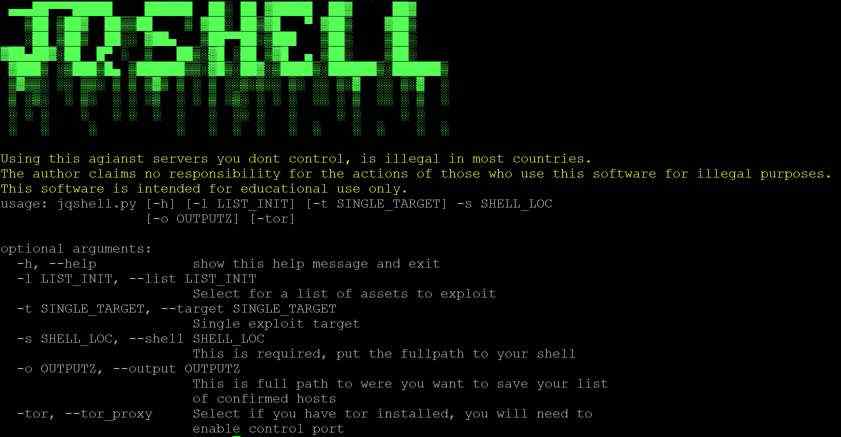 JQSHELL
Using this agianst servers you dont control, is illegal in most countries.
The author claims no responsibility for the actions of those who use this software for illegal purposes.
This software is intended for educational use only.
usage: jqshell.py [-h] [-l LIST_INIT] [-t SINGLE_TARGET] -s SHELL_LOC
[-o OUTPUTZ] [-tor]
optional arguments:
-h, --help show this help message and exit
-l LIST_INIT, --list LIST_INIT
Select for a list of assets to exploit
-t SINGLE_TARGET, --target SINGLE_TARGET
Single exploit target
-s SHELL_LOC, --shell SHELL_LOC
This is required, put the fullpath to your shell
-o OUTPUTZ, --output OUTPUTZ
This is full path to were you want to save your list
of confirmed hosts
-tor, --tor_proxy Select if you have tor installed, you will need to
enable control port